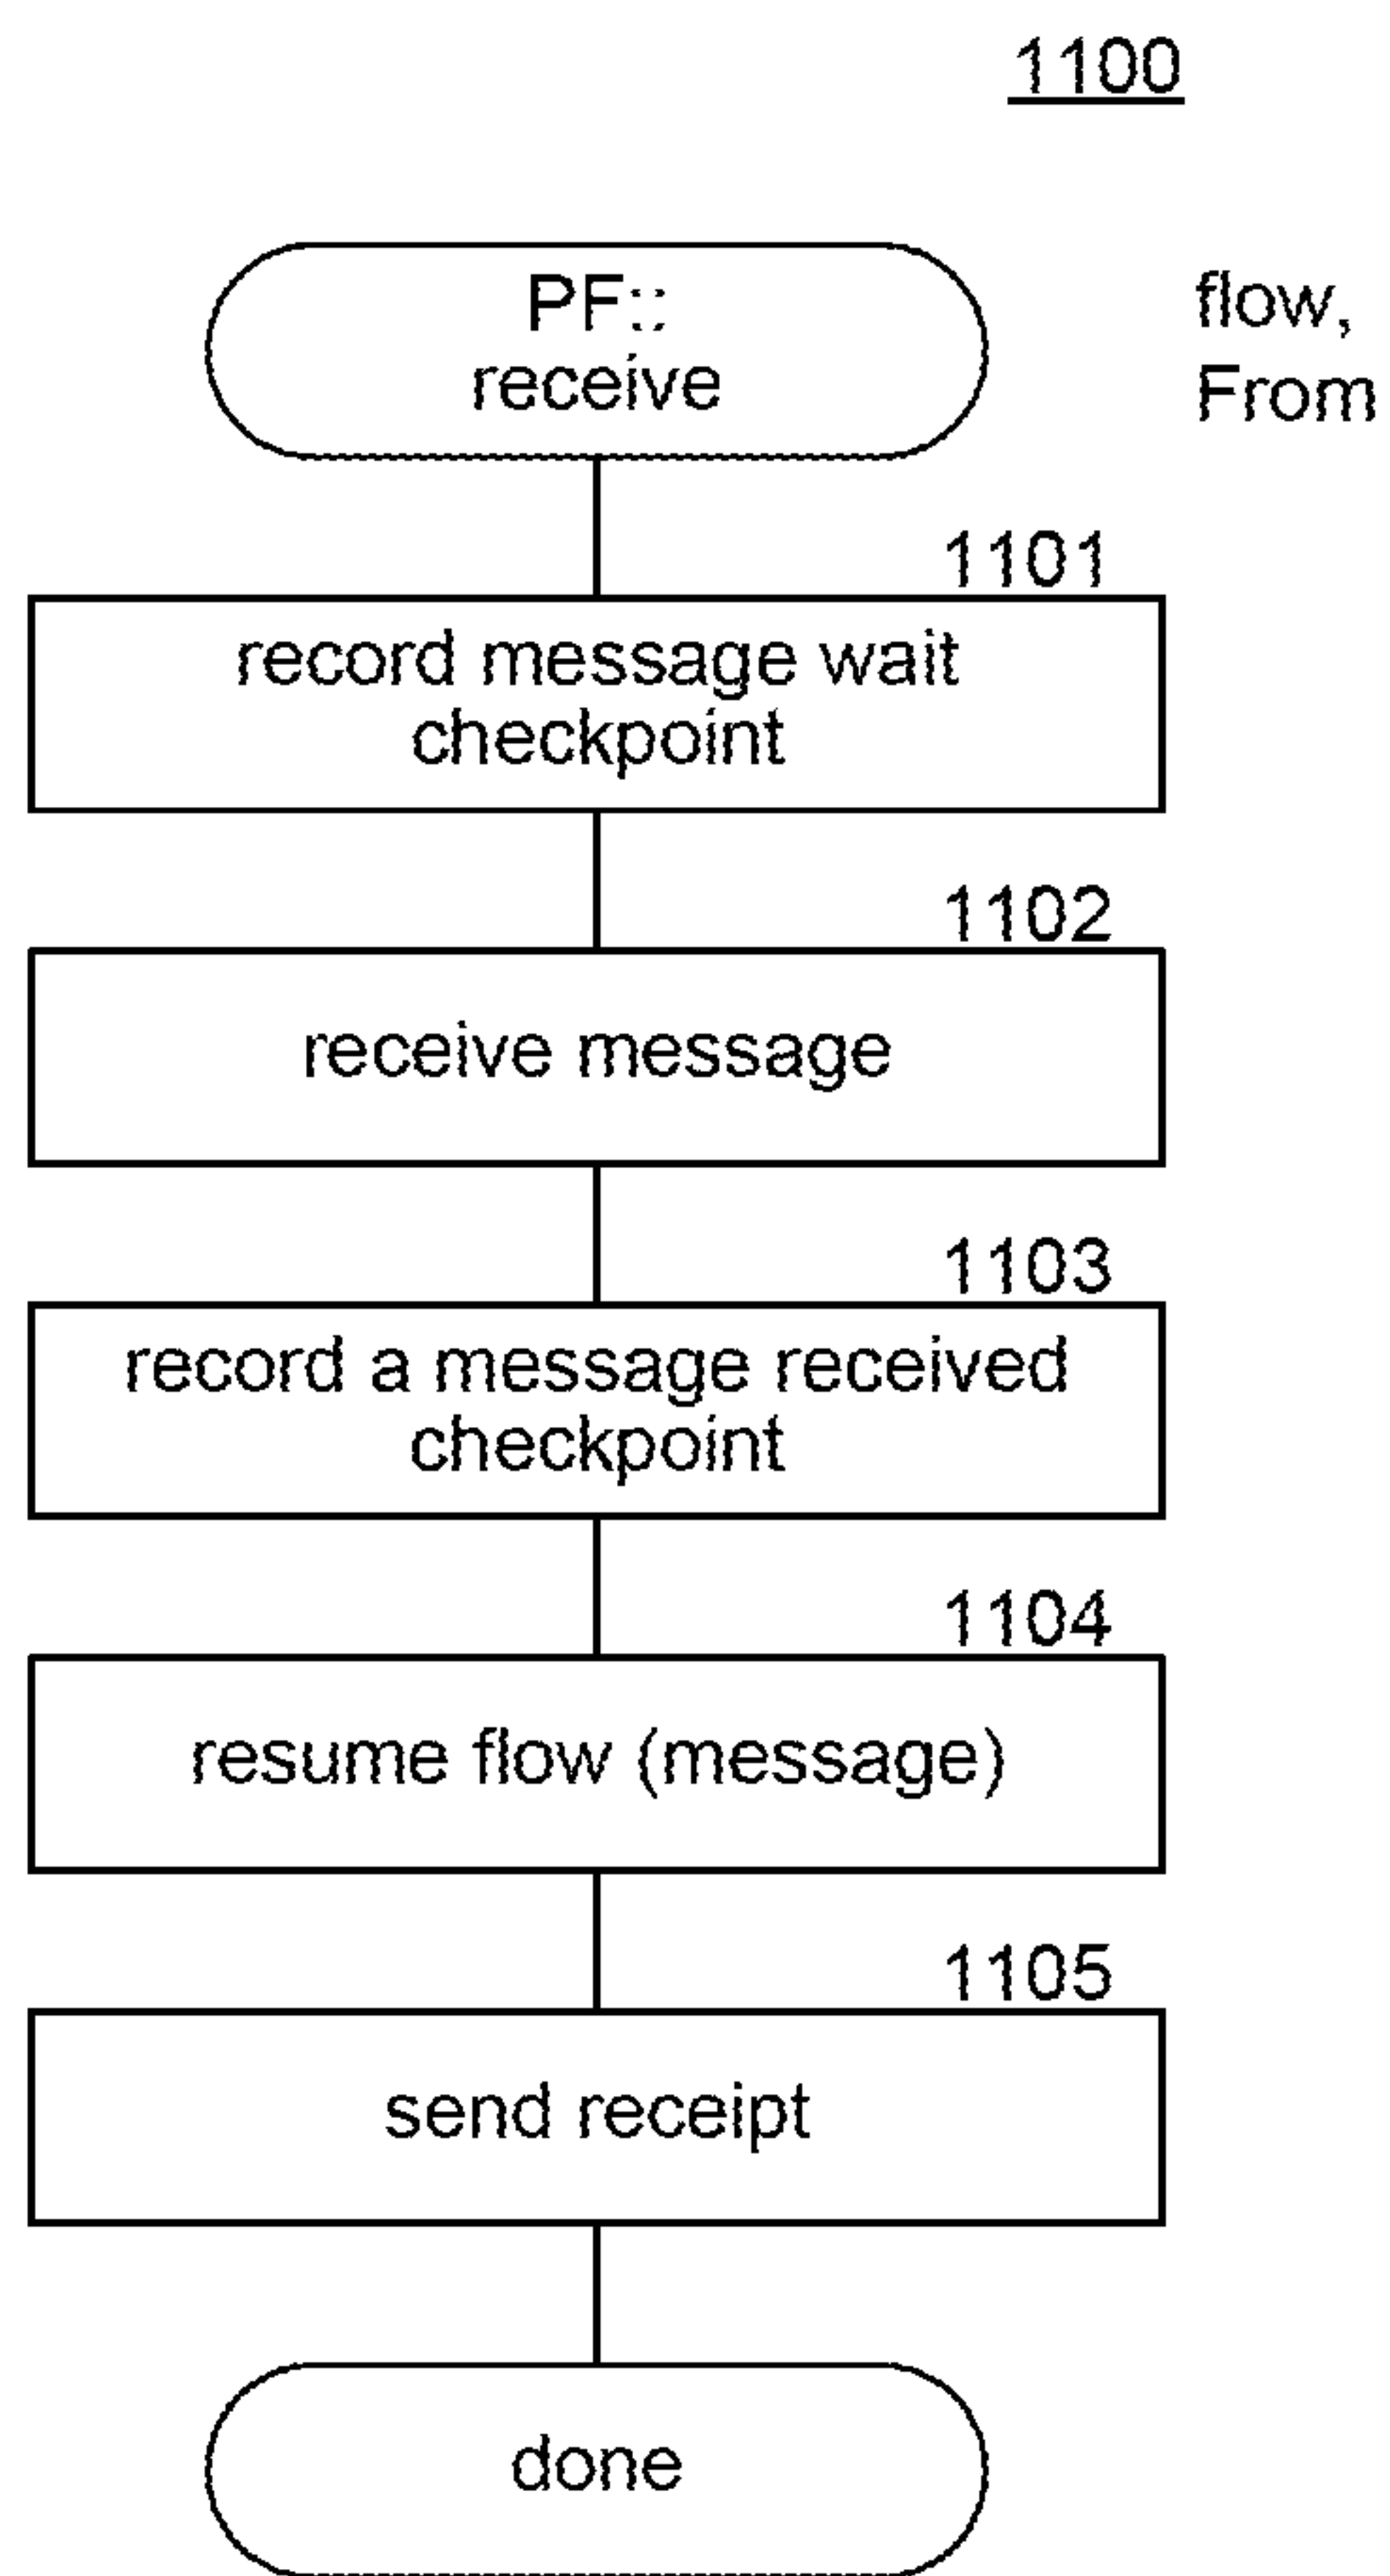 1100
PF::
receive
flow,
From
1101
record message wait
checkpoint
1102
receive message
1103
record a message received
checkpoint
1104
resume flow (message)
1105
send receipt
done